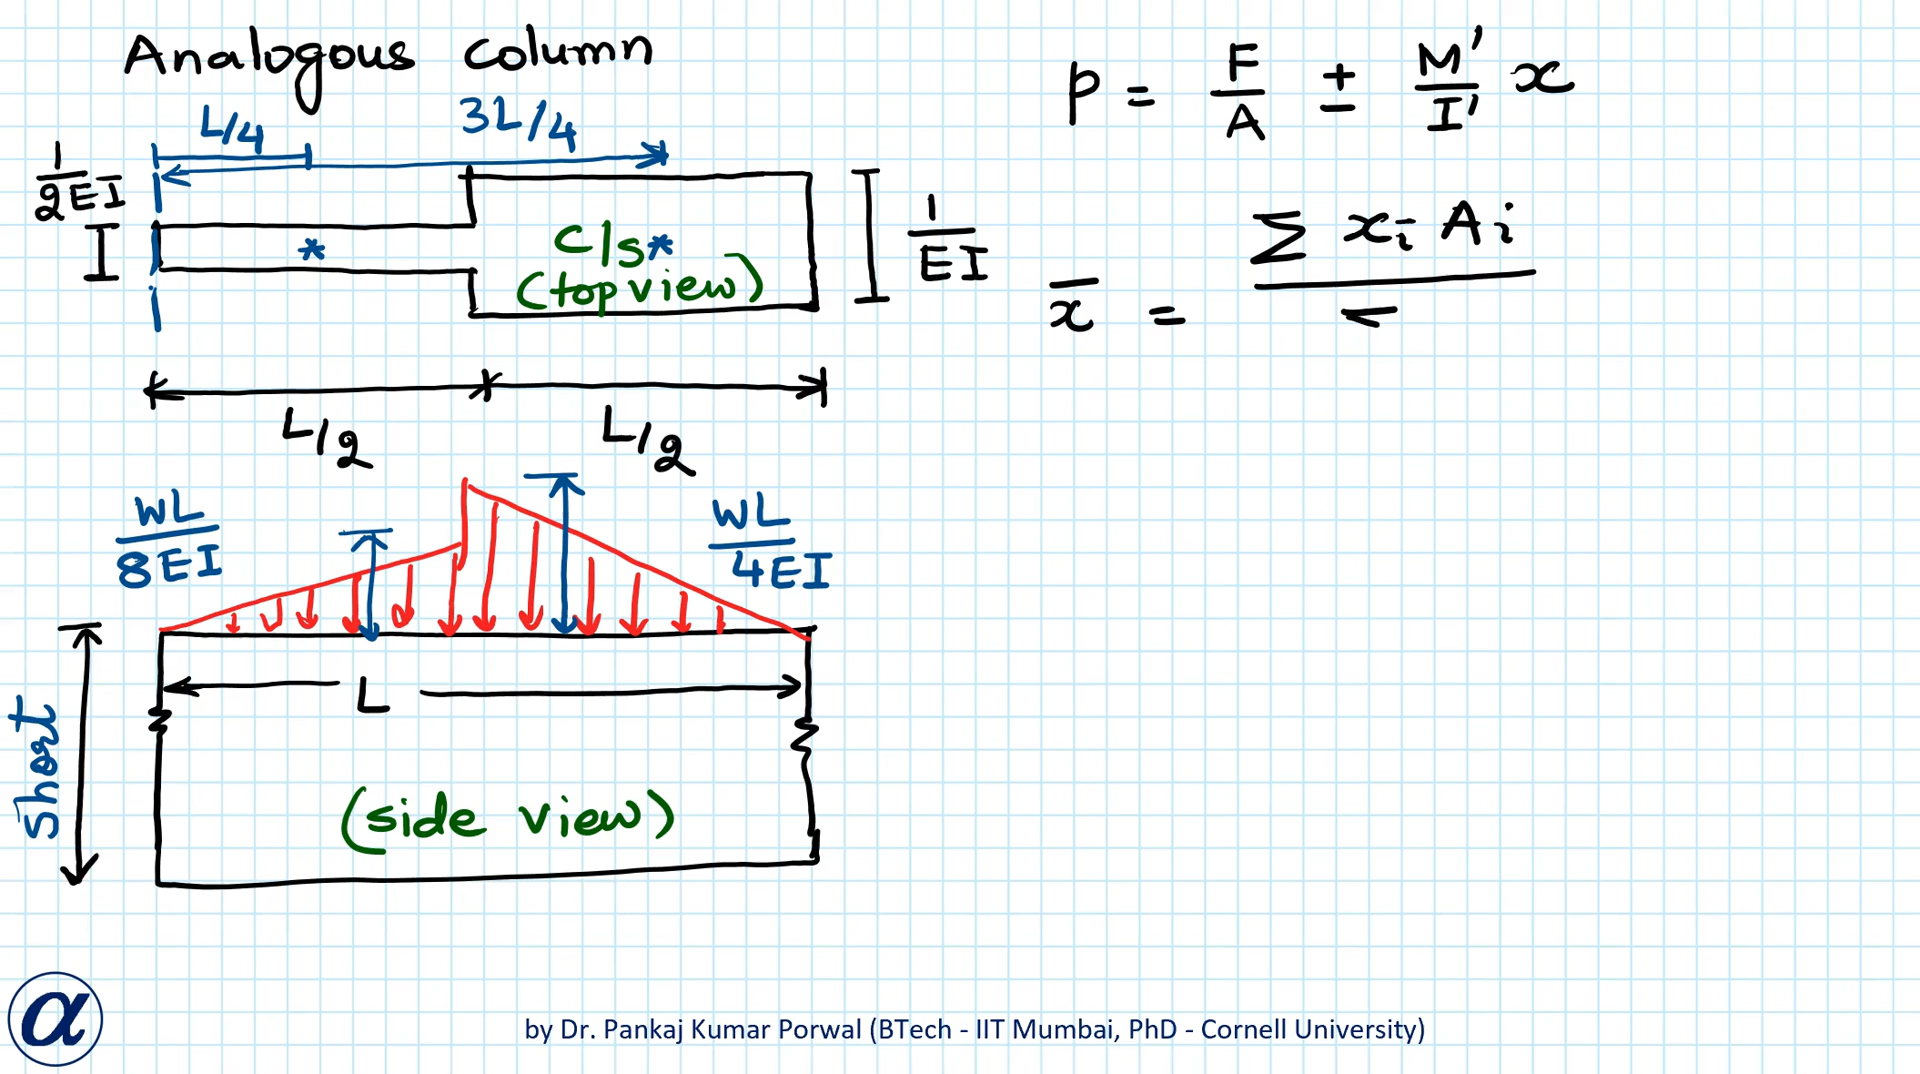 Analogous column
L/4
3L/4
1/2EI
C/s
(top view)
1/EI
L/2
L/2
WL/8EI
WL/4EI
L
Short
(side view)
p = F/A ± M'/I' x
x̄ = Σ xi Ai /
α
by Dr. Pankaj Kumar Porwal (BTech - IIT Mumbai, PhD - Cornell University)